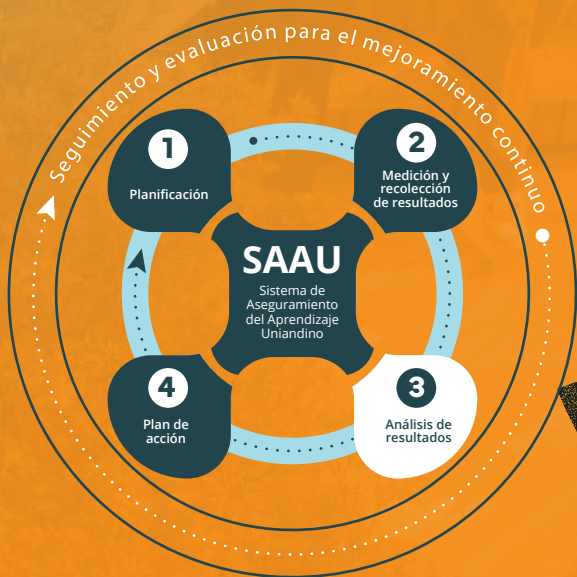 Seguimiento y evaluación para el mejoramiento continuo
1
Planificación
2
Medición y
recolección
de resultados
SAAU
Sistema de
Aseguramiento
del Aprendizaje
Uniandino
4
Plan de
acción
3
Análisis de
resultados